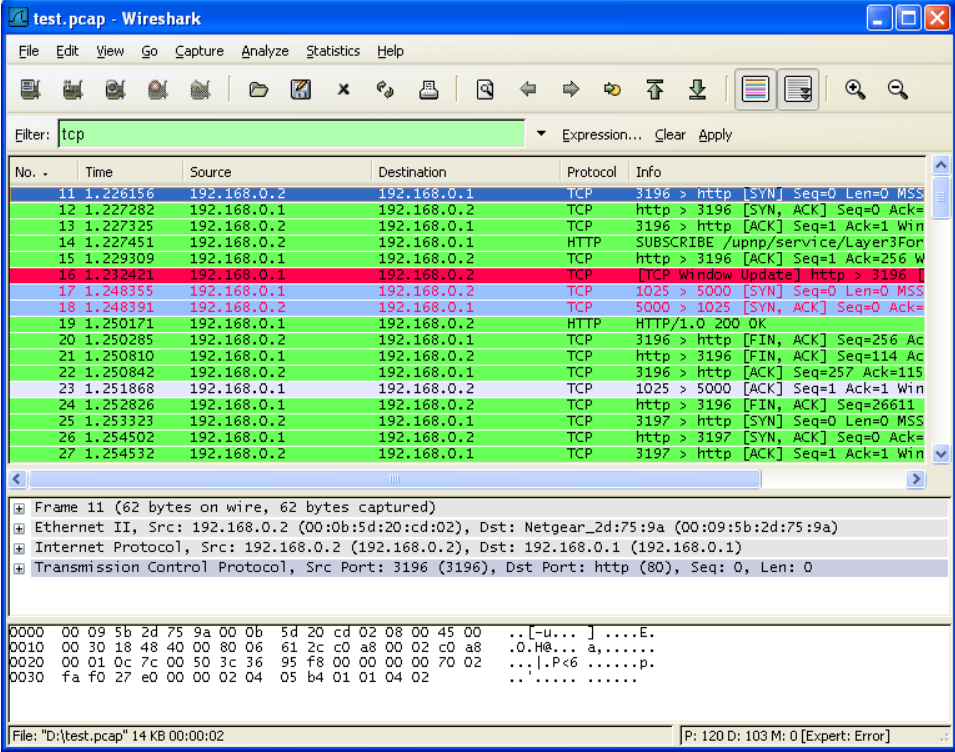 test.pcap - Wireshark
File Edit View Go Capture Analyze Statistics Help
Filter: tcp Expression... Clear Apply
No. Time Source Destination Protocol Info
11 1.226156 192.168.0.2 192.168.0.1 TCP 3196 > http [SYN] Seq=0 Len=0 MSS
12 1.227282 192.168.0.1 192.168.0.2 TCP http > 3196 [SYN, ACK] Seq=0 Ack=
13 1.227325 192.168.0.2 192.168.0.1 TCP 3196 > http [ACK] Seq=1 Ack=1 Win
14 1.227451 192.168.0.2 192.168.0.1 HTTP SUBSCRIBE /upnp/service/Layer3For
15 1.229309 192.168.0.1 192.168.0.2 TCP http > 3196 [ACK] Seq=1 Ack=256 W
16 1.232421 192.168.0.1 192.168.0.2 TCP [TCP Window Update] http > 3196 [
17 1.248355 192.168.0.1 192.168.0.2 TCP 1025 > 5000 [SYN] Seq=0 Len=0 MSS
18 1.248391 192.168.0.2 192.168.0.1 TCP 5000 > 1025 [SYN, ACK] Seq=0 Ack=
19 1.250171 192.168.0.1 192.168.0.2 HTTP HTTP/1.0 200 OK
20 1.250285 192.168.0.2 192.168.0.1 TCP 3196 > http [FIN, ACK] Seq=256 Ac
21 1.250810 192.168.0.1 192.168.0.2 TCP http > 3196 [FIN, ACK] Seq=114 Ac
22 1.250842 192.168.0.2 192.168.0.1 TCP 3196 > http [ACK] Seq=257 Ack=115
23 1.251868 192.168.0.1 192.168.0.2 TCP 1025 > 5000 [ACK] Seq=1 Ack=1 Win
24 1.252826 192.168.0.1 192.168.0.2 TCP http > 3196 [FIN, ACK] Seq=26611
25 1.253323 192.168.0.2 192.168.0.1 TCP 3197 > http [SYN] Seq=0 Len=0 MSS
26 1.254502 192.168.0.1 192.168.0.2 TCP http > 3197 [SYN, ACK] Seq=0 Ack=
27 1.254532 192.168.0.2 192.168.0.1 TCP 3197 > http [ACK] Seq=1 Ack=1 Win
Frame 11 (62 bytes on wire, 62 bytes captured)
Ethernet II, Src: 192.168.0.2 (00:0b:5d:20:cd:02), Dst: Netgear_2d:75:9a (00:09:5b:2d:75:9a)
Internet Protocol, Src: 192.168.0.2 (192.168.0.2), Dst: 192.168.0.1 (192.168.0.1)
Transmission Control Protocol, Src Port: 3196 (3196), Dst Port: http (80), Seq: 0, Len: 0
0000 00 09 5b 2d 75 9a 00 0b 5d 20 cd 02 08 00 45 00 ..[-u... ] ....E.
0010 00 30 18 48 40 00 80 06 61 2c c0 a8 00 02 c0 a8 .0.H@... a,......
0020 00 01 0c 7c 00 50 3c 36 95 f8 00 00 00 00 70 02 ...|.P<6 ......p.
0030 fa f0 27 e0 00 00 02 04 05 b4 01 01 04 02 ..'..... ......
File: "D:\test.pcap" 14 KB 00:00:02 P: 120 D: 103 M: 0 [Expert: Error]